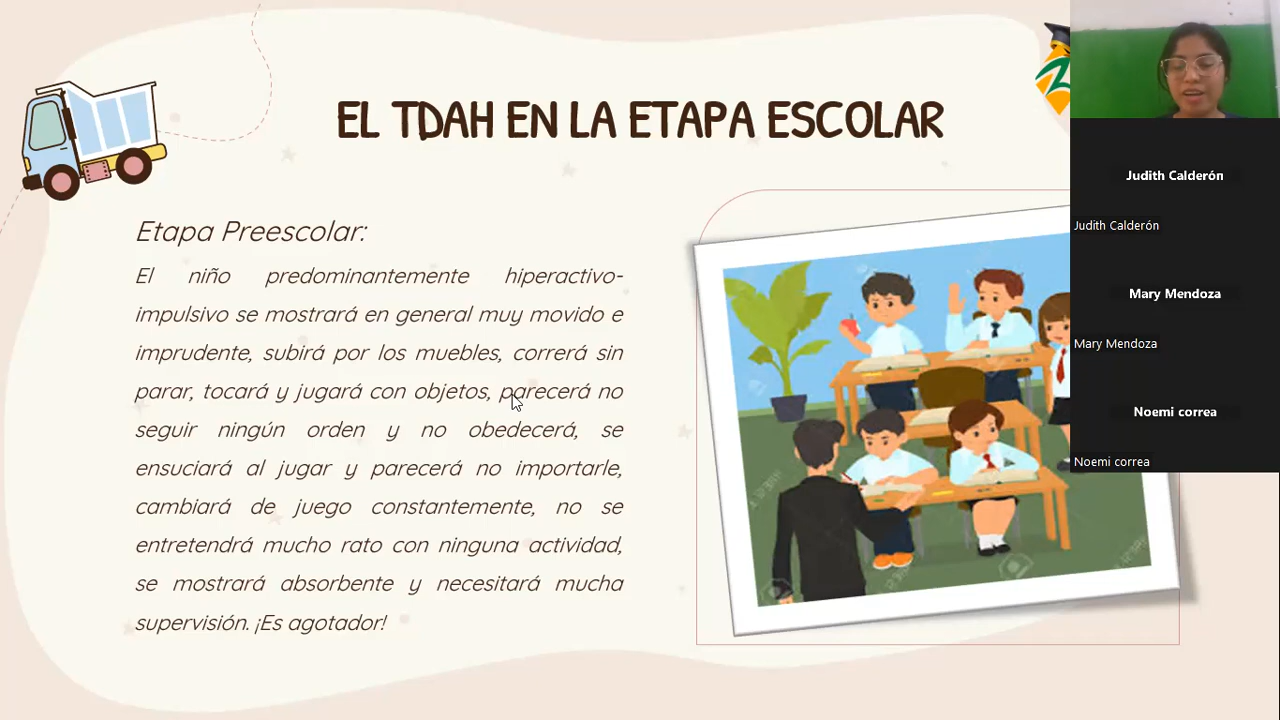 EL TDAH EN LA ETAPA ESCOLAR
Etapa Preescolar:
El niño predominantemente hiperactivo-
impulsivo se mostrará en general muy movido e
imprudente, subirá por los muebles, correrá sin
parar, tocará y jugará con objetos, parecerá no
seguir ningún orden y no obedecerá, se
ensuciará al jugar y parecerá no importarle,
cambiará de juego constantemente, no se
entretendrá mucho rato con ninguna actividad,
se mostrará absorbente y necesitará mucha
supervisión. ¡Es agotador!
Judith Calderón
Judith Calderón
Mary Mendoza
Mary Mendoza
Noemi correa
Noemi correa